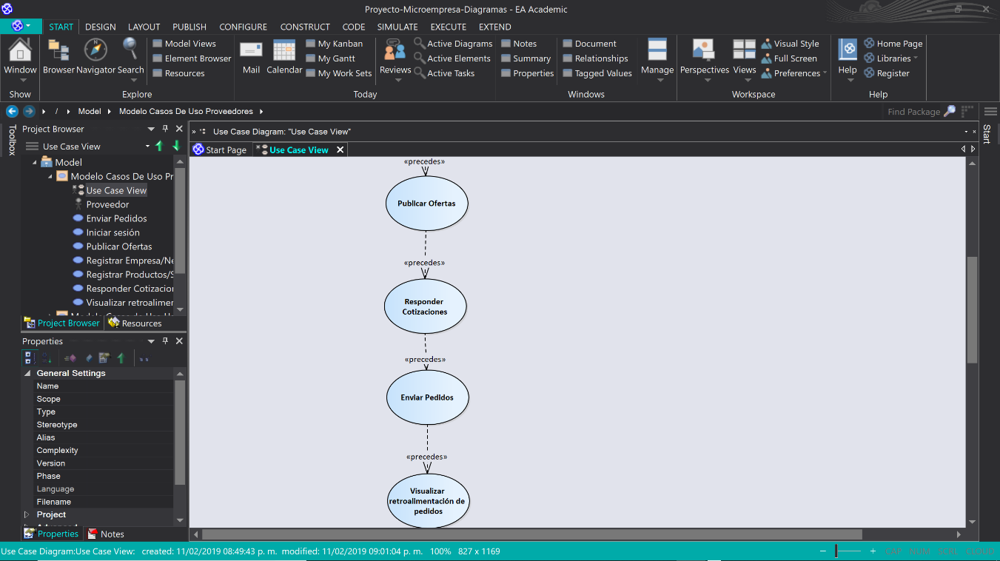 Proyecto-Microempresa-Diagramas - EA Academic
START DESIGN LAYOUT PUBLISH CONFIGURE CONSTRUCT CODE SIMULATE EXECUTE EXTEND
Window
Show
Browser Navigator Search
Model Views
Element Browser
Resources
Explore
Mail Calendar
My Kanban
My Gantt
My Work Sets
Reviews
Active Diagrams
Active Elements
Active Tasks
Today
Notes
Summary
Properties
Document
Relationships
Tagged Values
Windows
Manage
Perspectives Views
Visual Style
Full Screen
Preferences
Workspace
Help
Home Page
Libraries
Register
Help
/ Model Modelo Casos De Uso Proveedores
Find Package
Toolbox
Project Browser
Use Case View
Model
Modelo Casos De Uso Pr
Use Case View
Proveedor
Enviar Pedidos
Iniciar sesión
Publicar Ofertas
Registrar Empresa/Ne
Registrar Productos/S
Responder Cotizacion
Visualizar retroalimer
Project Browser Resources
Properties
General Settings
Name
Scope
Type
Stereotype
Alias
Complexity
Version
Phase
Language
Filename
Project
Properties Notes
» Use Case Diagram: "Use Case View"
Start Page Use Case View
«precedes»
Publicar Ofertas
«precedes»
Responder
Cotizaciones
«precedes»
Enviar Pedidos
«precedes»
Visualizar
retroalimentación de
pedidos
Start
Use Case Diagram:Use Case View: created: 11/02/2019 08:49:43 p. m. modified: 11/02/2019 09:01:04 p. m. 100% 827 x 1169
CAP NUM SCRL CLOUD